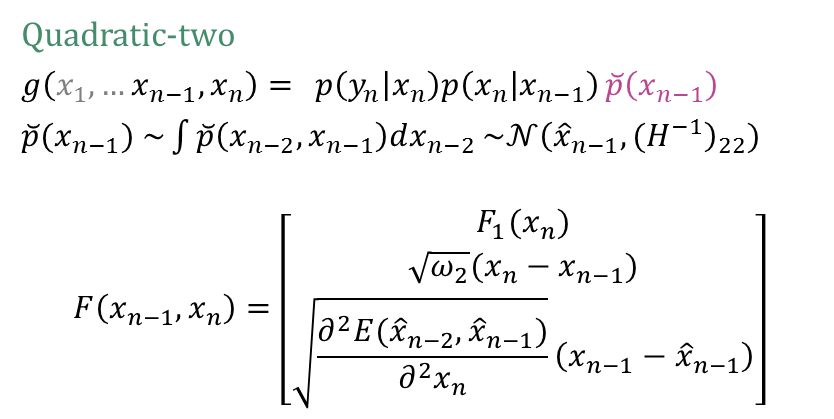 Quadratic-two
g(x₁, … xₙ₋₁, xₙ) = p(yₙ|xₙ)p(xₙ|xₙ₋₁) p̆(xₙ₋₁)
p̆(xₙ₋₁) ~ ∫ p̆(xₙ₋₂, xₙ₋₁)dxₙ₋₂ ~𝒩(x̂ₙ₋₁, (H⁻¹)₂₂)
F₁(xₙ)
√ω₂(xₙ − xₙ₋₁)
F(xₙ₋₁, xₙ) =
√(∂²E(x̂ₙ₋₂, x̂ₙ₋₁)/∂²xₙ) (xₙ₋₁ − x̂ₙ₋₁)